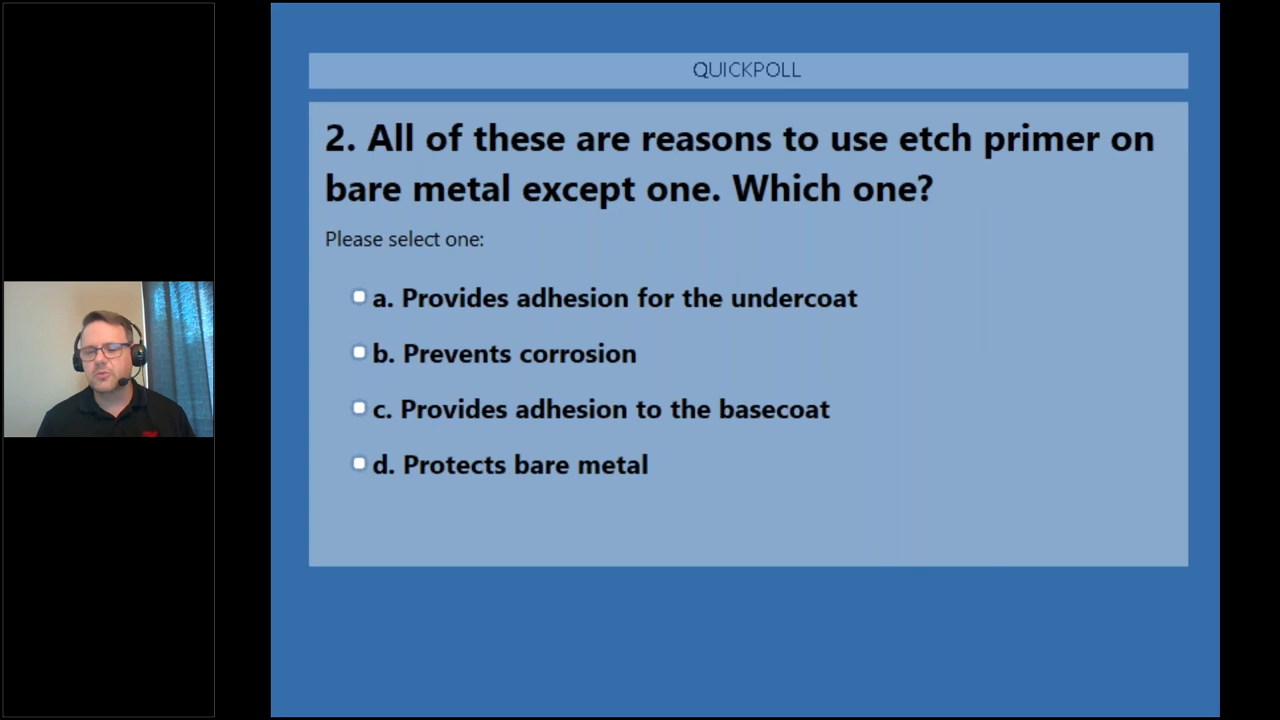 QUICKPOLL
2. All of these are reasons to use etch primer on
bare metal except one. Which one?
Please select one:
a. Provides adhesion for the undercoat
b. Prevents corrosion
c. Provides adhesion to the basecoat
d. Protects bare metal